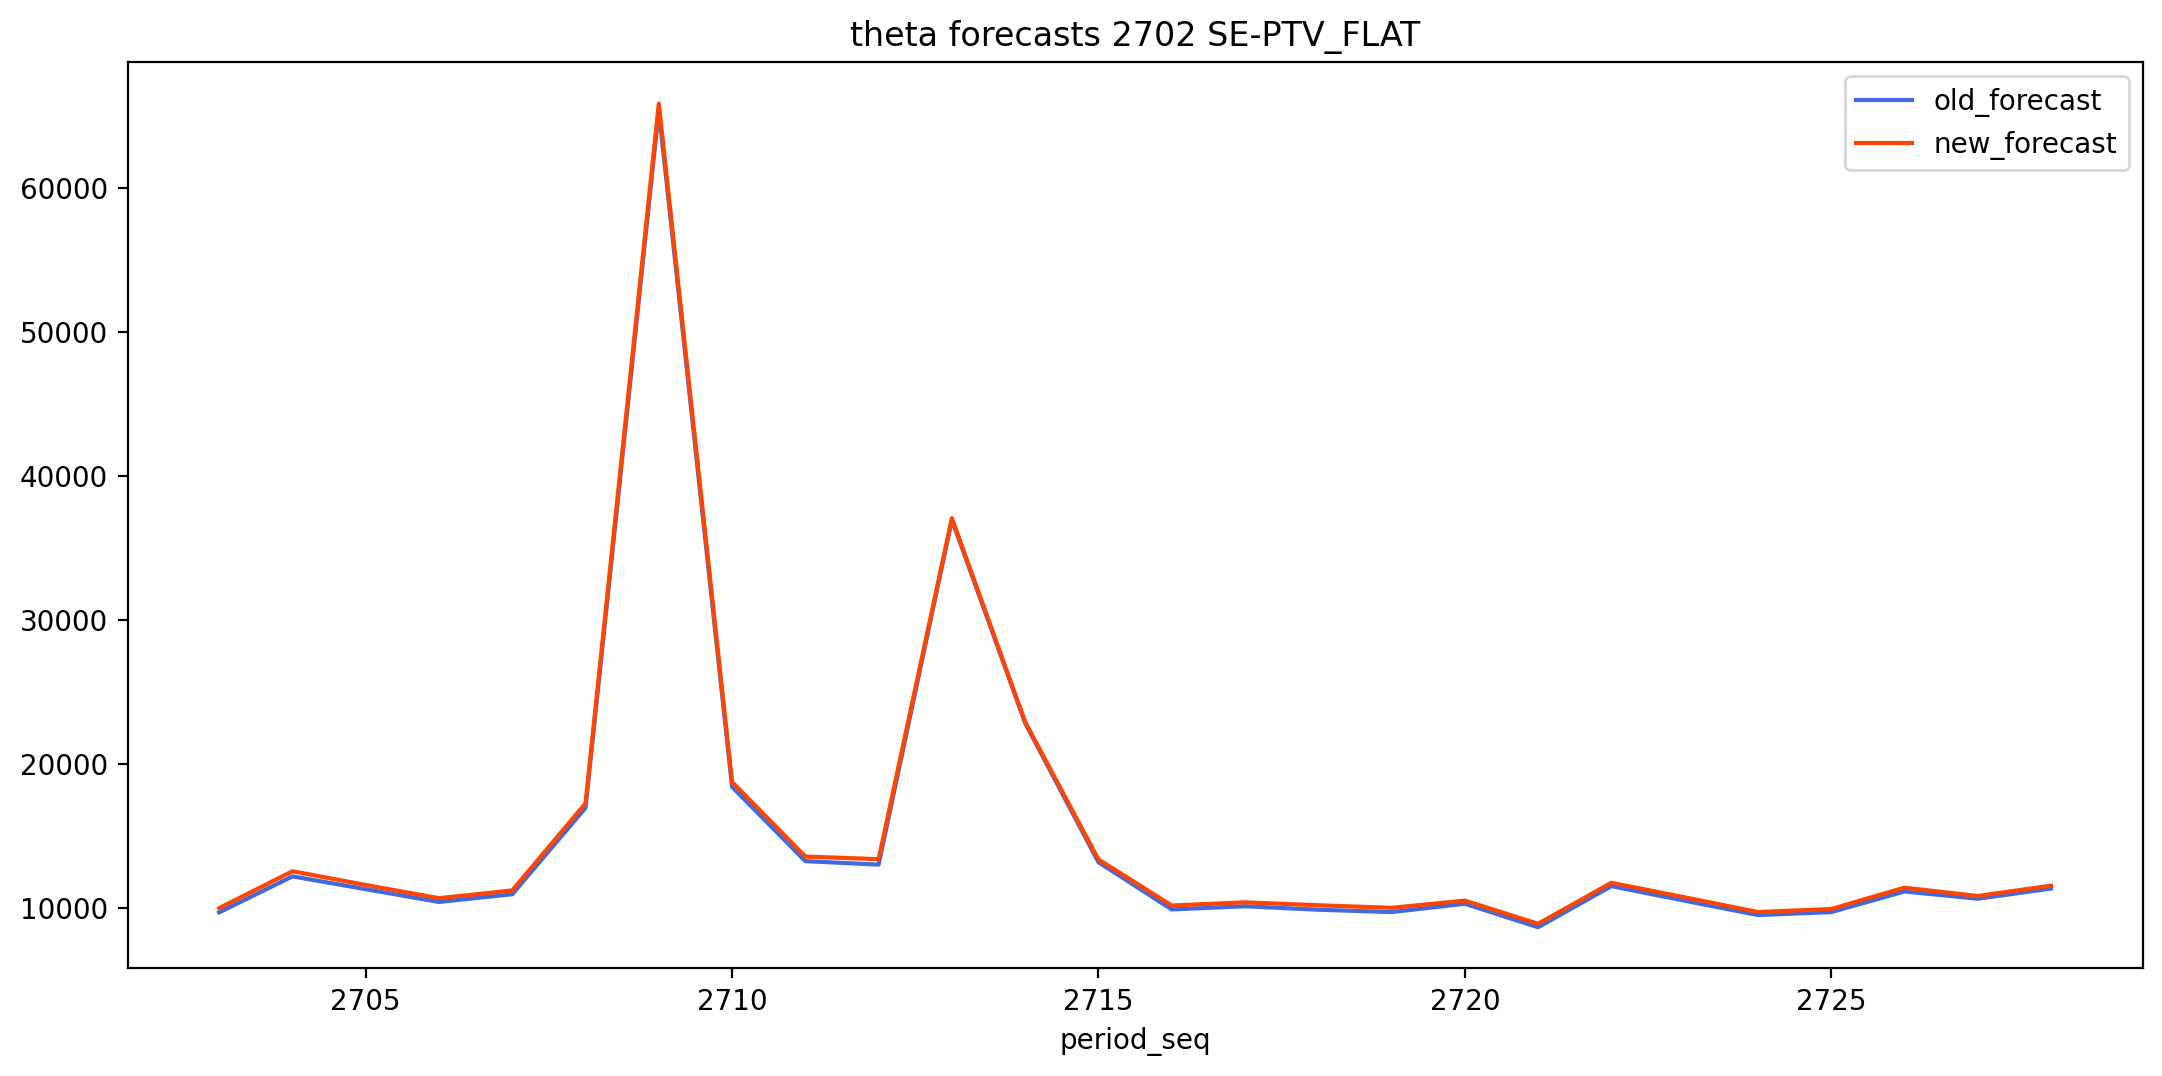 theta forecasts 2702 SE-PTV_FLAT
old_forecast
new_forecast
60000
50000
40000
30000
20000
10000
2705 2710 2715 2720 2725
period_seq